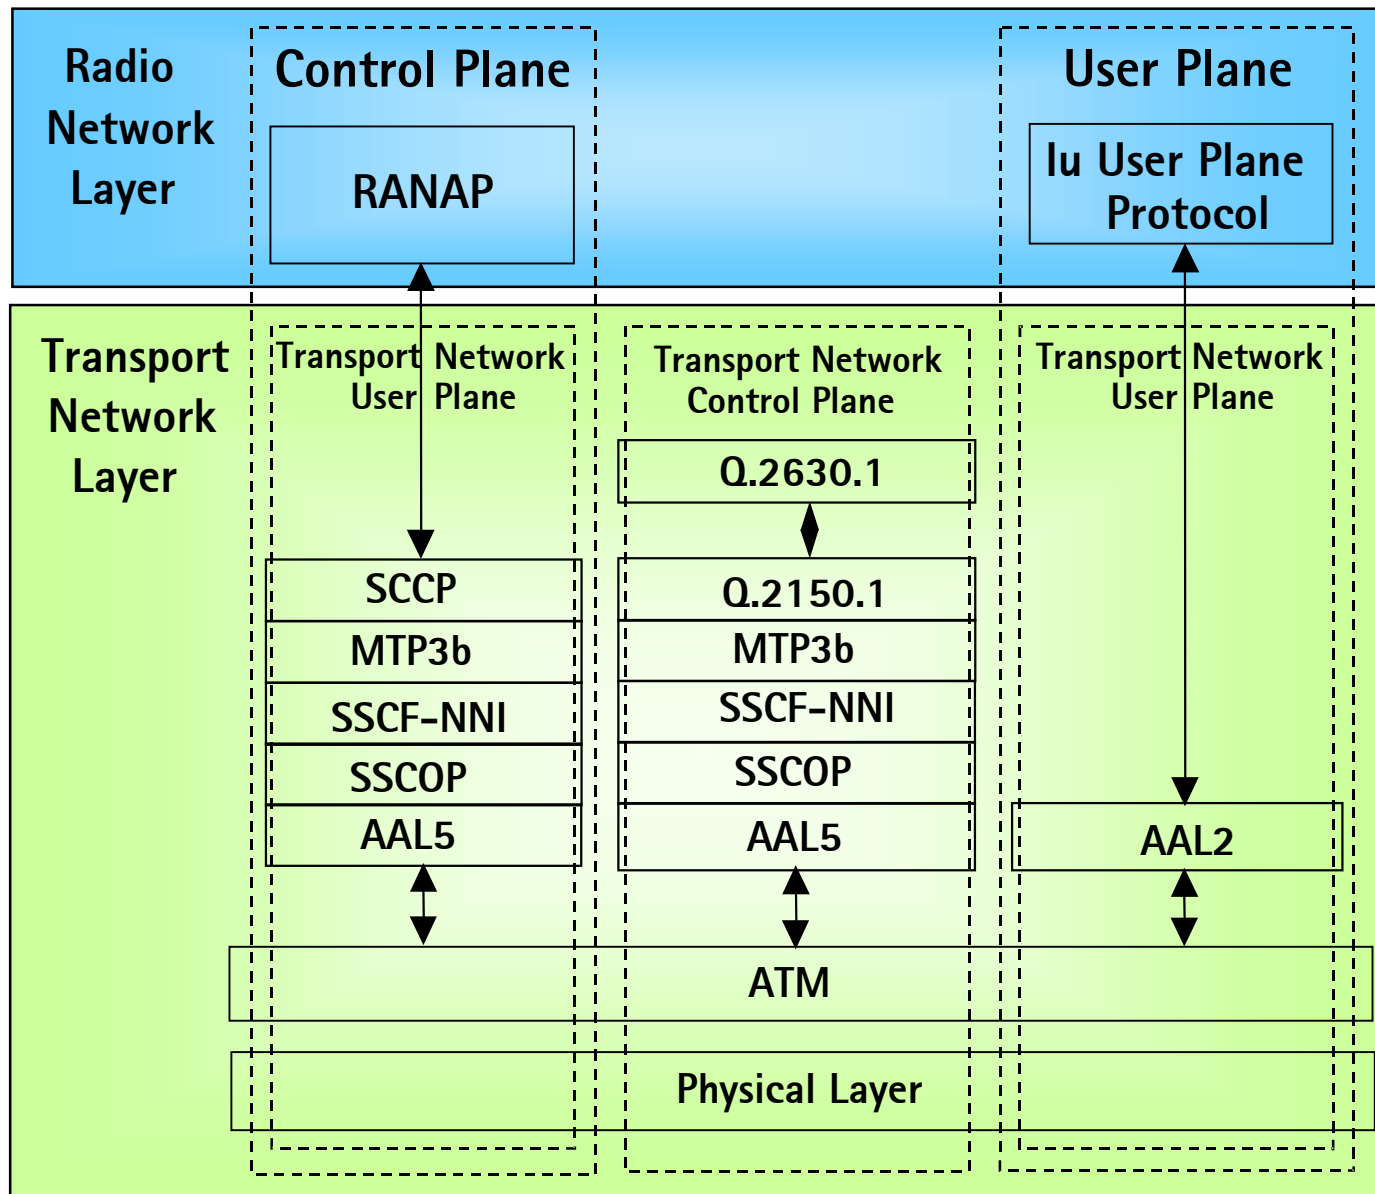 Radio
Network
Layer
Control Plane
RANAP
User Plane
Iu User Plane
Protocol
Transport
Network
Layer
Transport Network
User Plane
SCCP
MTP3b
SSCF-NNI
SSCOP
AAL5
Transport Network
Control Plane
Q.2630.1
Q.2150.1
MTP3b
SSCF-NNI
SSCOP
AAL5
Transport Network
User Plane
AAL2
ATM
Physical Layer